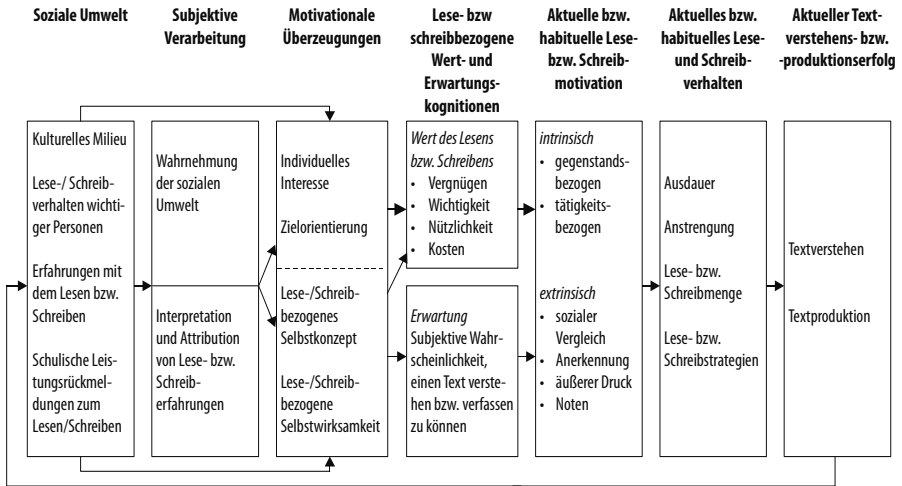 Soziale Umwelt
Subjektive
Verarbeitung
Motivationale
Überzeugungen
Lese- bzw
schreibbezogene
Wert- und
Erwartungs-
kognitionen
Aktuelle bzw.
habituelle Lese-
bzw. Schreib-
motivation
Aktuelles bzw.
habituelles Lese-
und Schreib-
verhalten
Aktueller Text-
verstehens- bzw.
-produktionserfolg
Kulturelles Milieu
Lese-/ Schreib-
verhalten wichti-
ger Personen
Erfahrungen mit
dem Lesen bzw.
Schreiben
Schulische Leis-
tungsrückmel-
dungen zum
Lesen/Schreiben
Wahrnehmung
der sozialen
Umwelt
Interpretation
und Attribution
von Lese- bzw.
Schreib-
erfahrungen
Individuelles
Interesse
Zielorientierung
Lese-/Schreib-
bezogenes
Selbstkonzept
Lese-/Schreib-
bezogene
Selbstwirksamkeit
Wert des Lesens
bzw. Schreibens
• Vergnügen
• Wichtigkeit
• Nützlichkeit
• Kosten
Erwartung
Subjektive Wahr-
scheinlichkeit,
einen Text verste-
hen bzw. verfassen
zu können
intrinsisch
• gegenstands-
bezogen
• tätigkeits-
bezogen
extrinsisch
• sozialer
Vergleich
• Anerkennung
• äußerer Druck
• Noten
Ausdauer
Anstrengung
Lese- bzw.
Schreibmenge
Lese- bzw.
Schreibstrategien
Textverstehen
Textproduktion